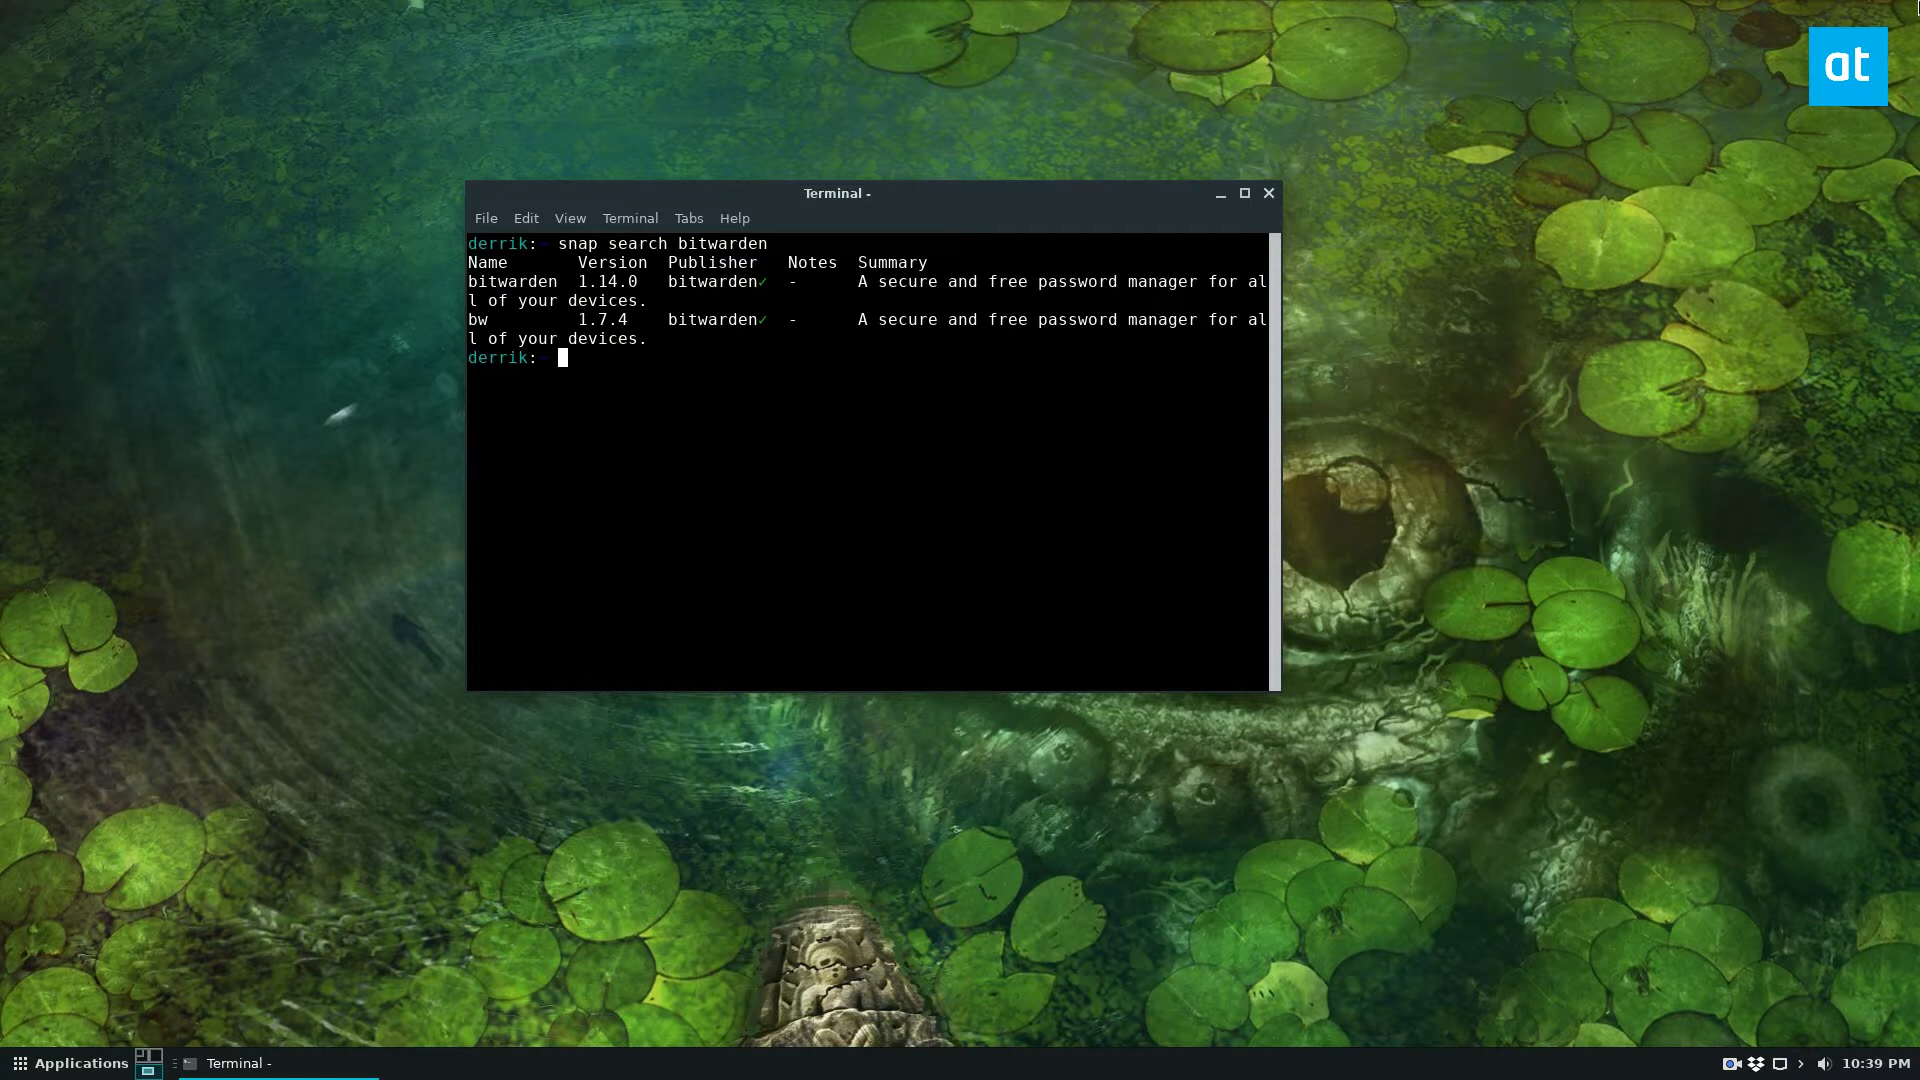 at
Terminal -
File Edit View Terminal Tabs Help
derrik:~ snap search bitwarden
Name Version Publisher Notes Summary
bitwarden 1.14.0 bitwarden✓ - A secure and free password manager for al
l of your devices.
bw 1.7.4 bitwarden✓ - A secure and free password manager for al
l of your devices.
derrik:~
Applications Terminal - 10:39 PM